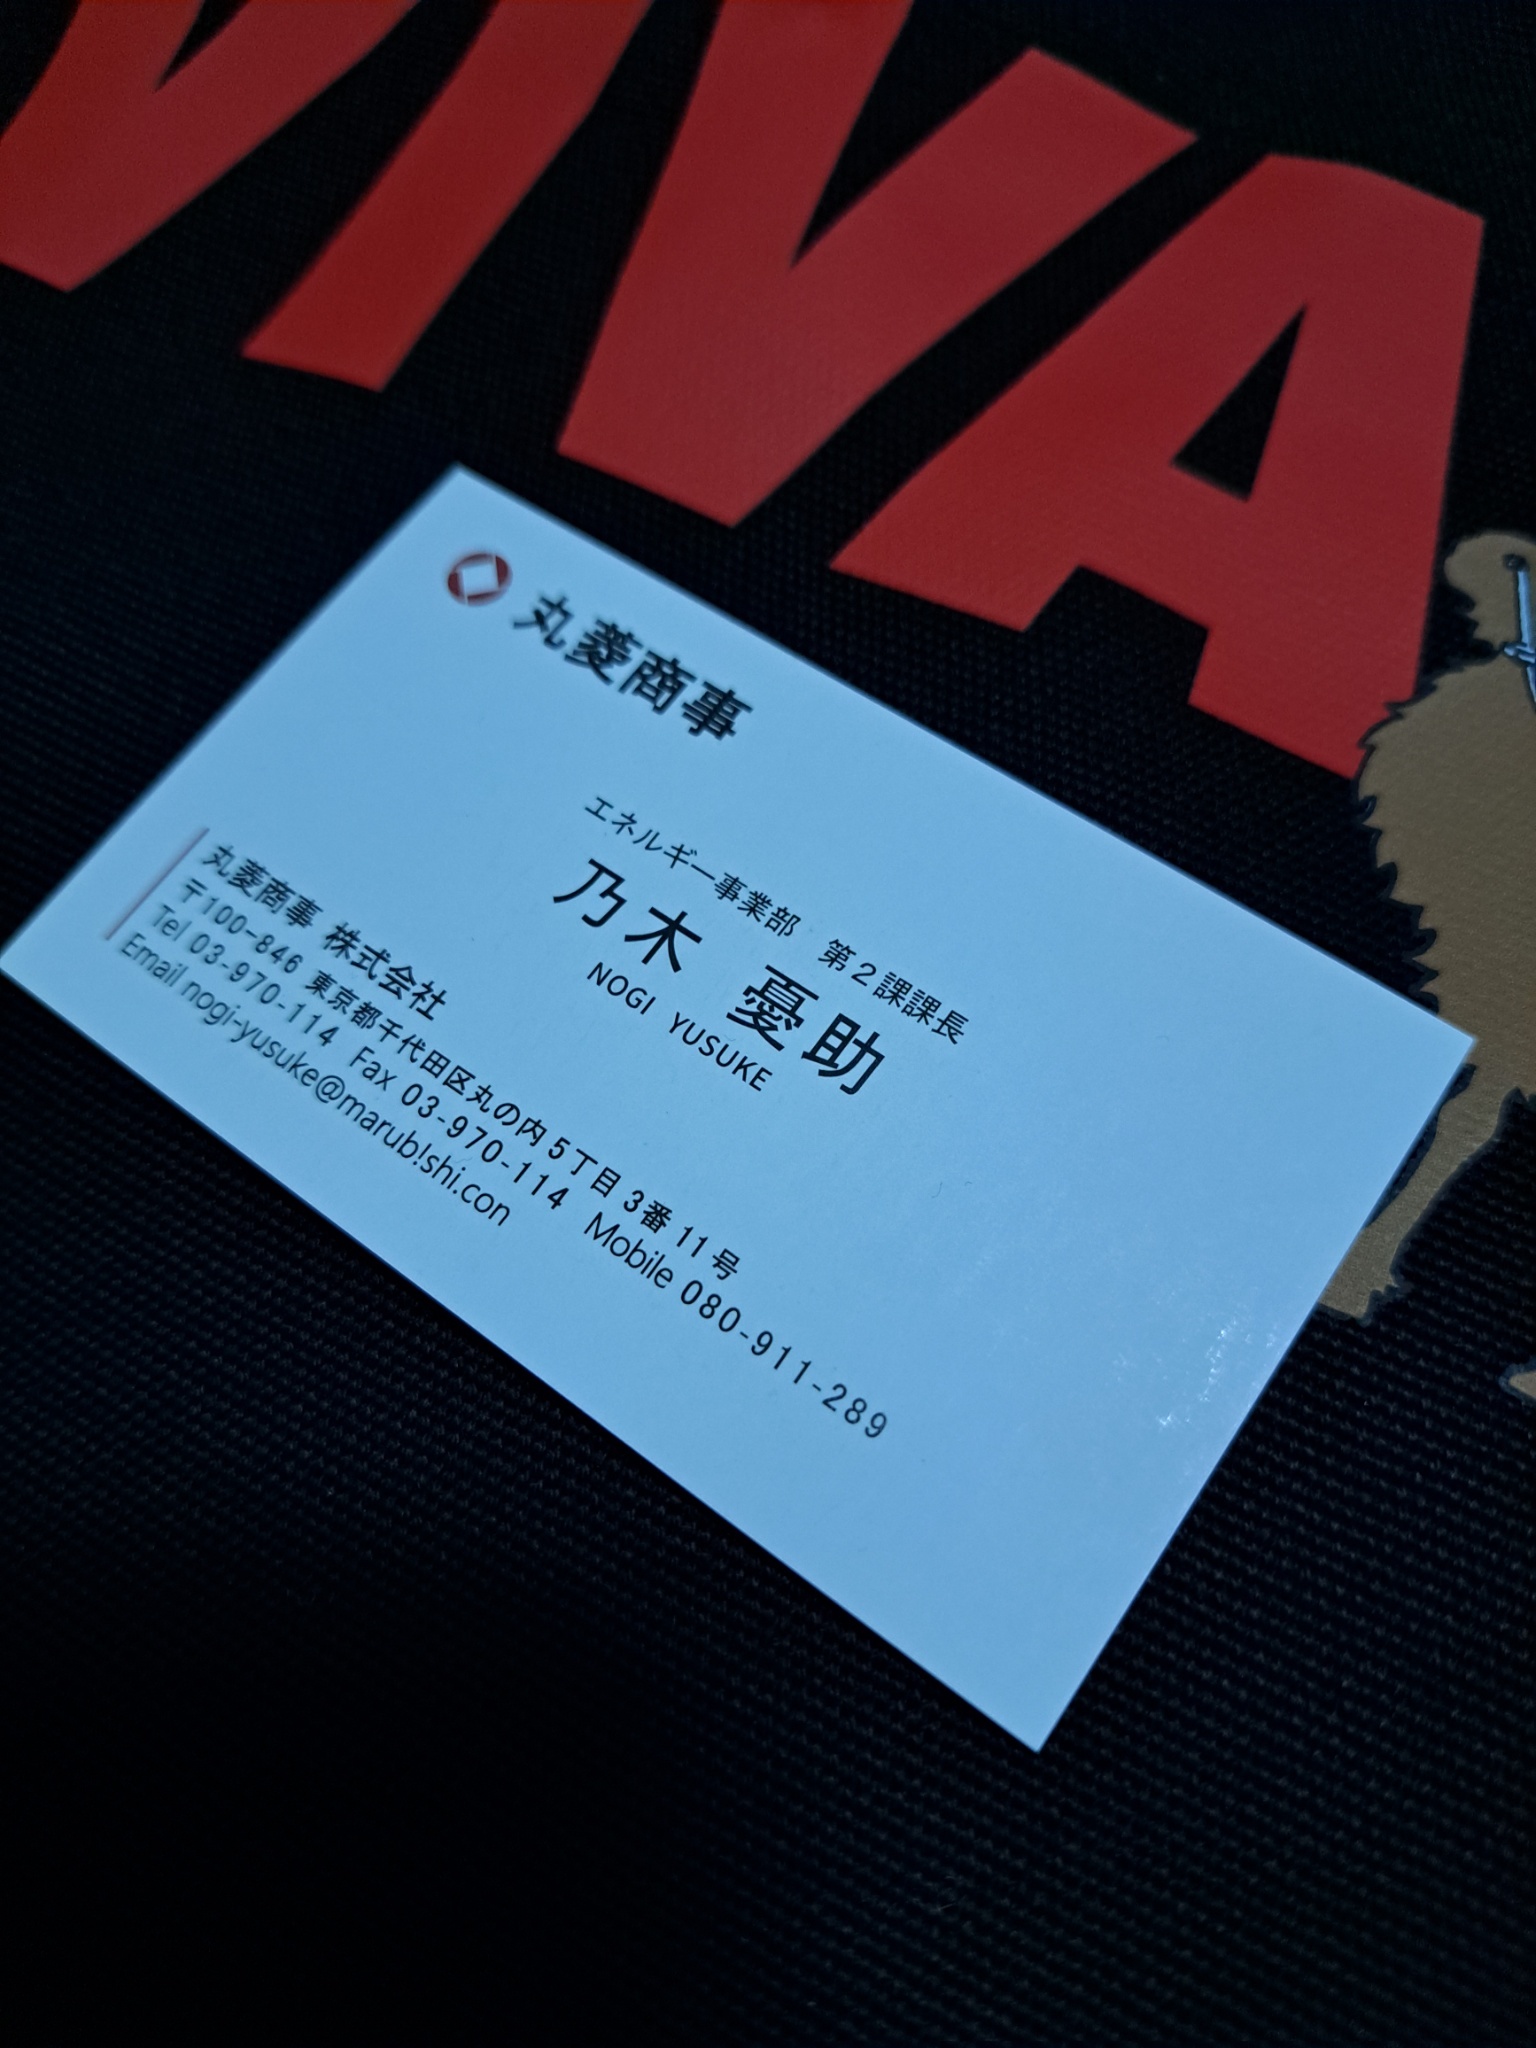 VIVA
丸菱商事
エネルギー事業部 第2課課長
乃木 憂助
NOGI YUSUKE
丸菱商事 株式会社
〒100-846 東京都千代田区丸の内5丁目3番11号
Tel 03-970-114 Fax 03-970-114 Mobile 080-911-289
Email nogi-yusuke@marub!shi.con